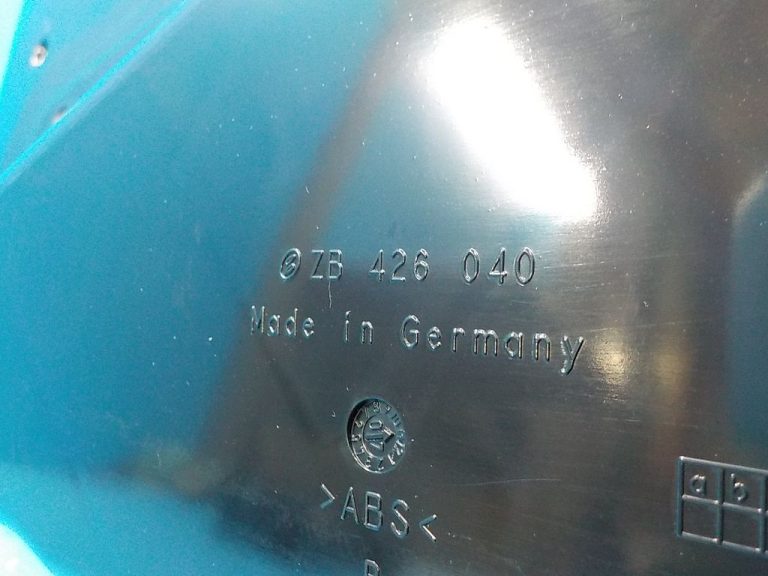 ZB 426 040
Made in Germany
>ABS<
a b